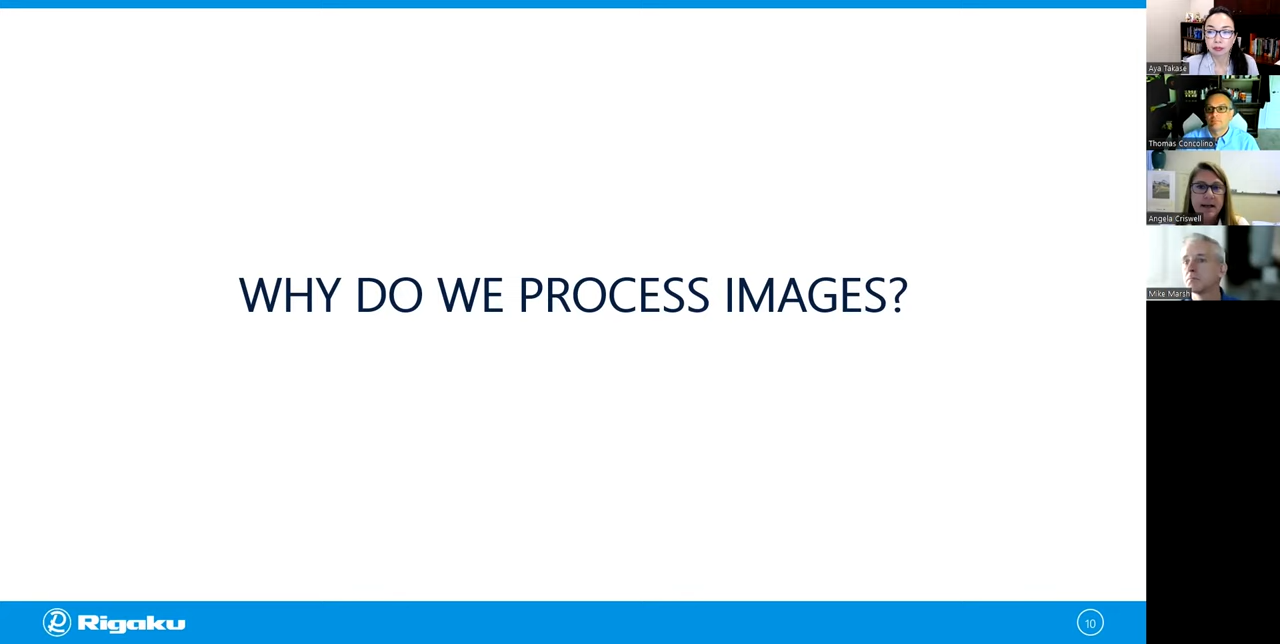 WHY DO WE PROCESS IMAGES?
Rigaku
10
Aya Takase
Thomas Concolino
Angela Criswell
Mike Marsh